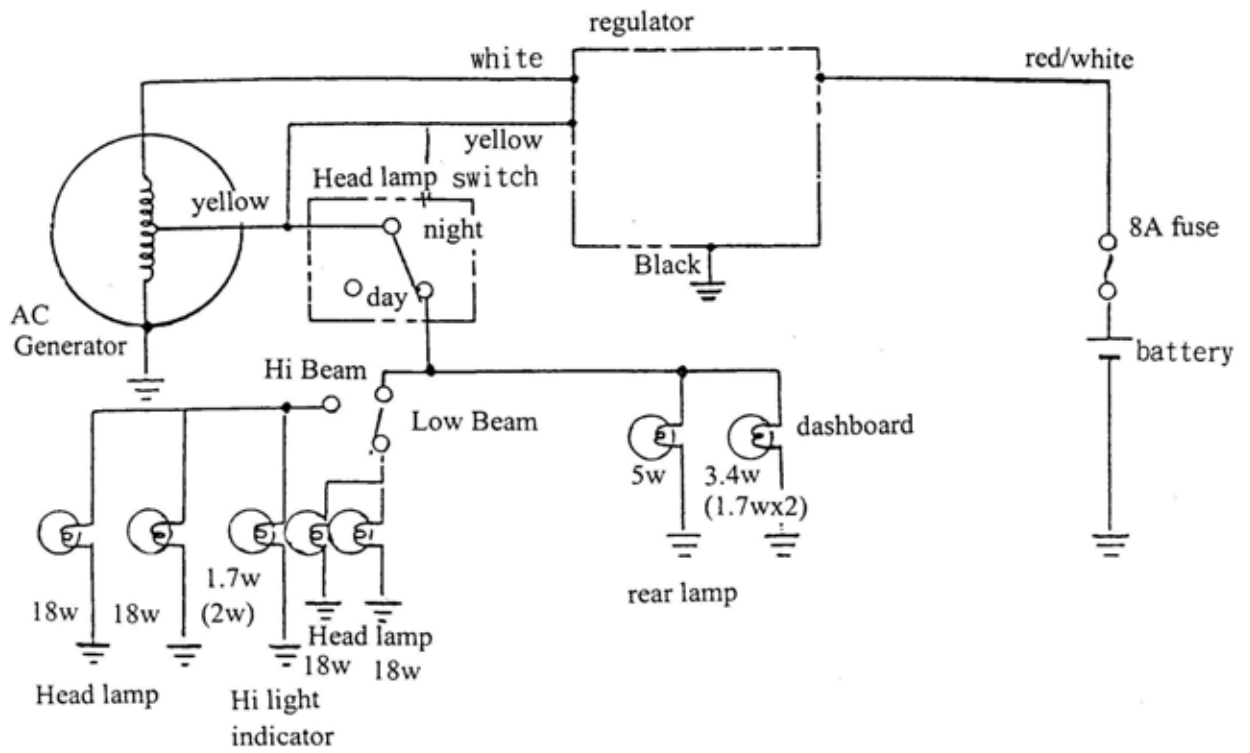 regulator
white
red/white
yellow
Head lamp switch
yellow
night
8A fuse
Black
day
AC
Generator
battery
Hi Beam
Low Beam
dashboard
5w
3.4w
(1.7wx2)
1.7w
(2w)
18w
18w
rear lamp
Head lamp
18w
18w
Head lamp
Hi light
indicator